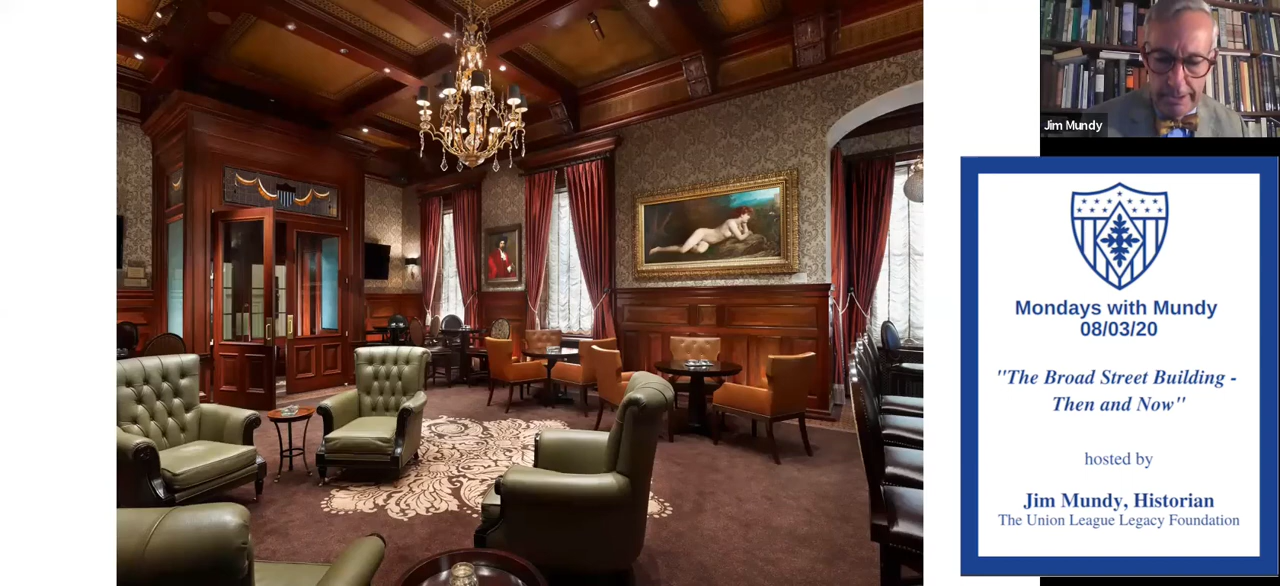 Jim Mundy
Mondays with Mundy
08/03/20
"The Broad Street Building -
Then and Now"
hosted by
Jim Mundy, Historian
The Union League Legacy Foundation